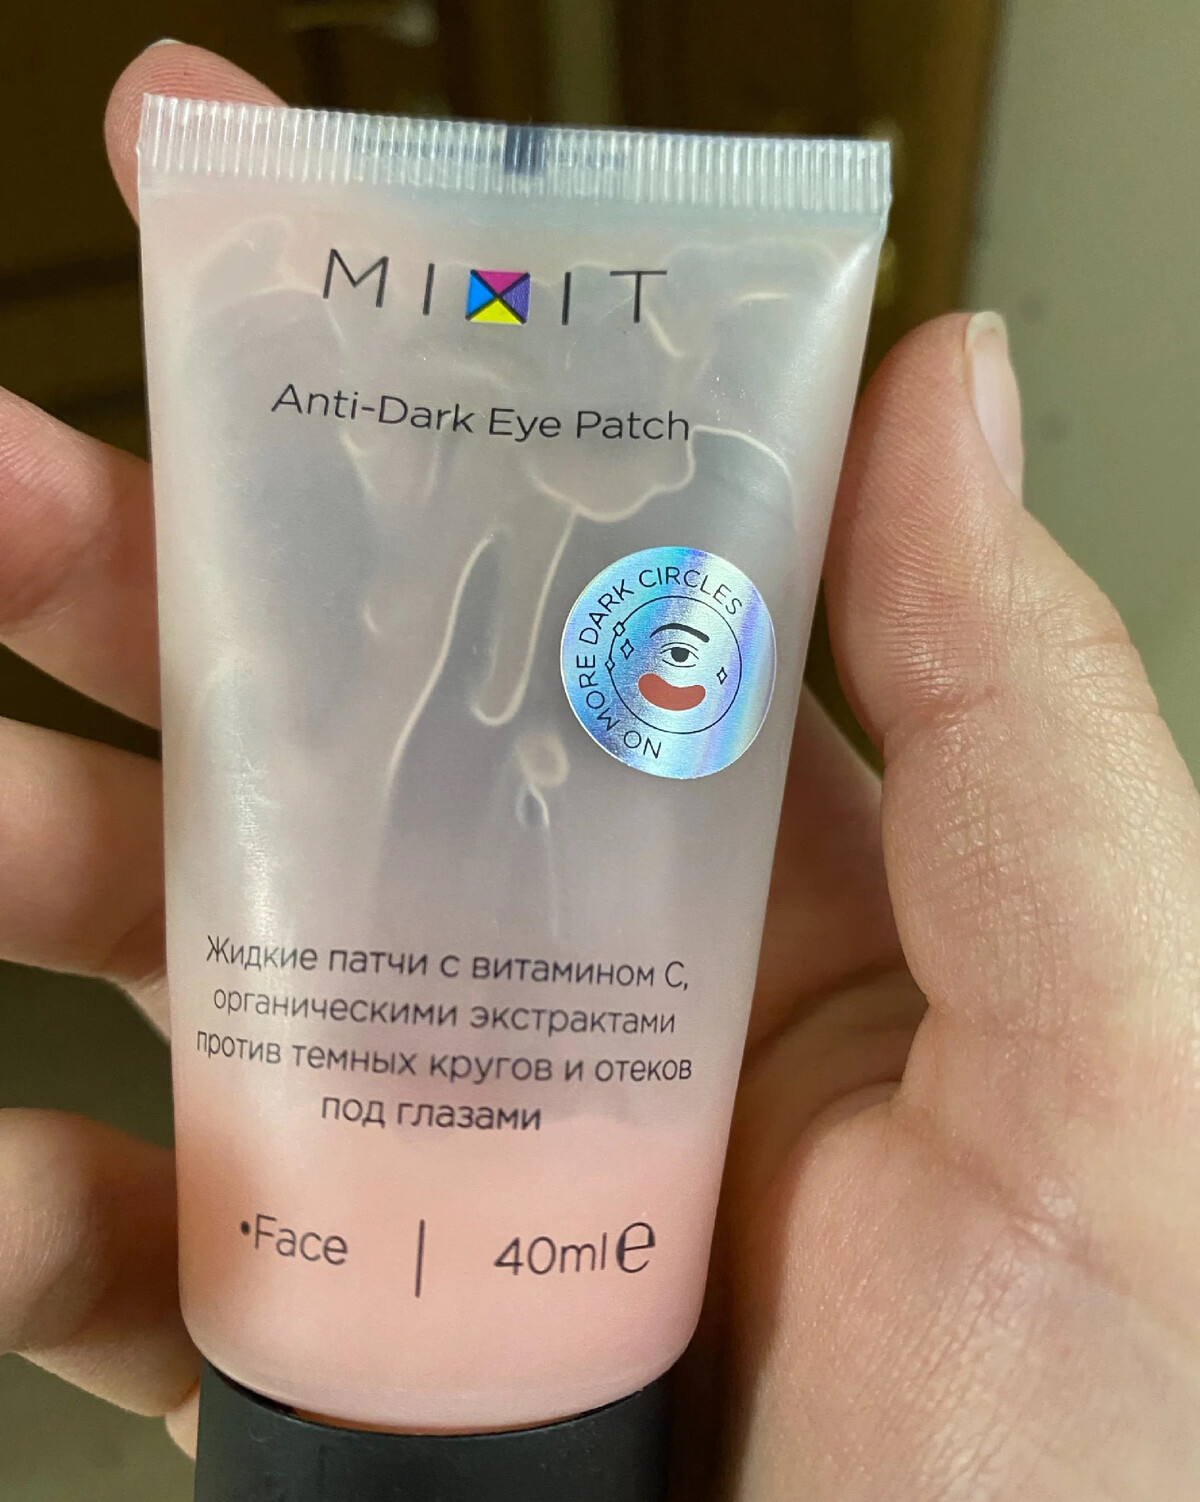 MIXIT
Anti-Dark Eye Patch
NO MORE DARK CIRCLES
Жидкие патчи с витамином С,
органическими экстрактами
против темных кругов и отеков
под глазами
•Face | 40ml e